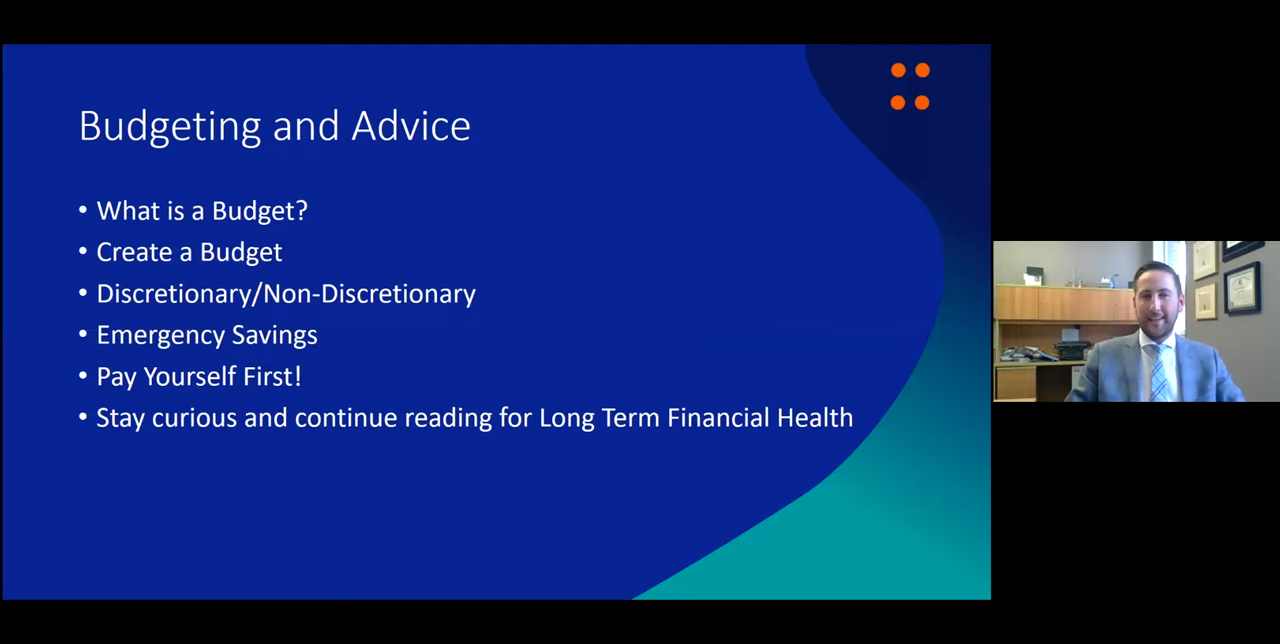 Budgeting and Advice
• What is a Budget?
• Create a Budget
• Discretionary/Non-Discretionary
• Emergency Savings
• Pay Yourself First!
• Stay curious and continue reading for Long Term Financial Health